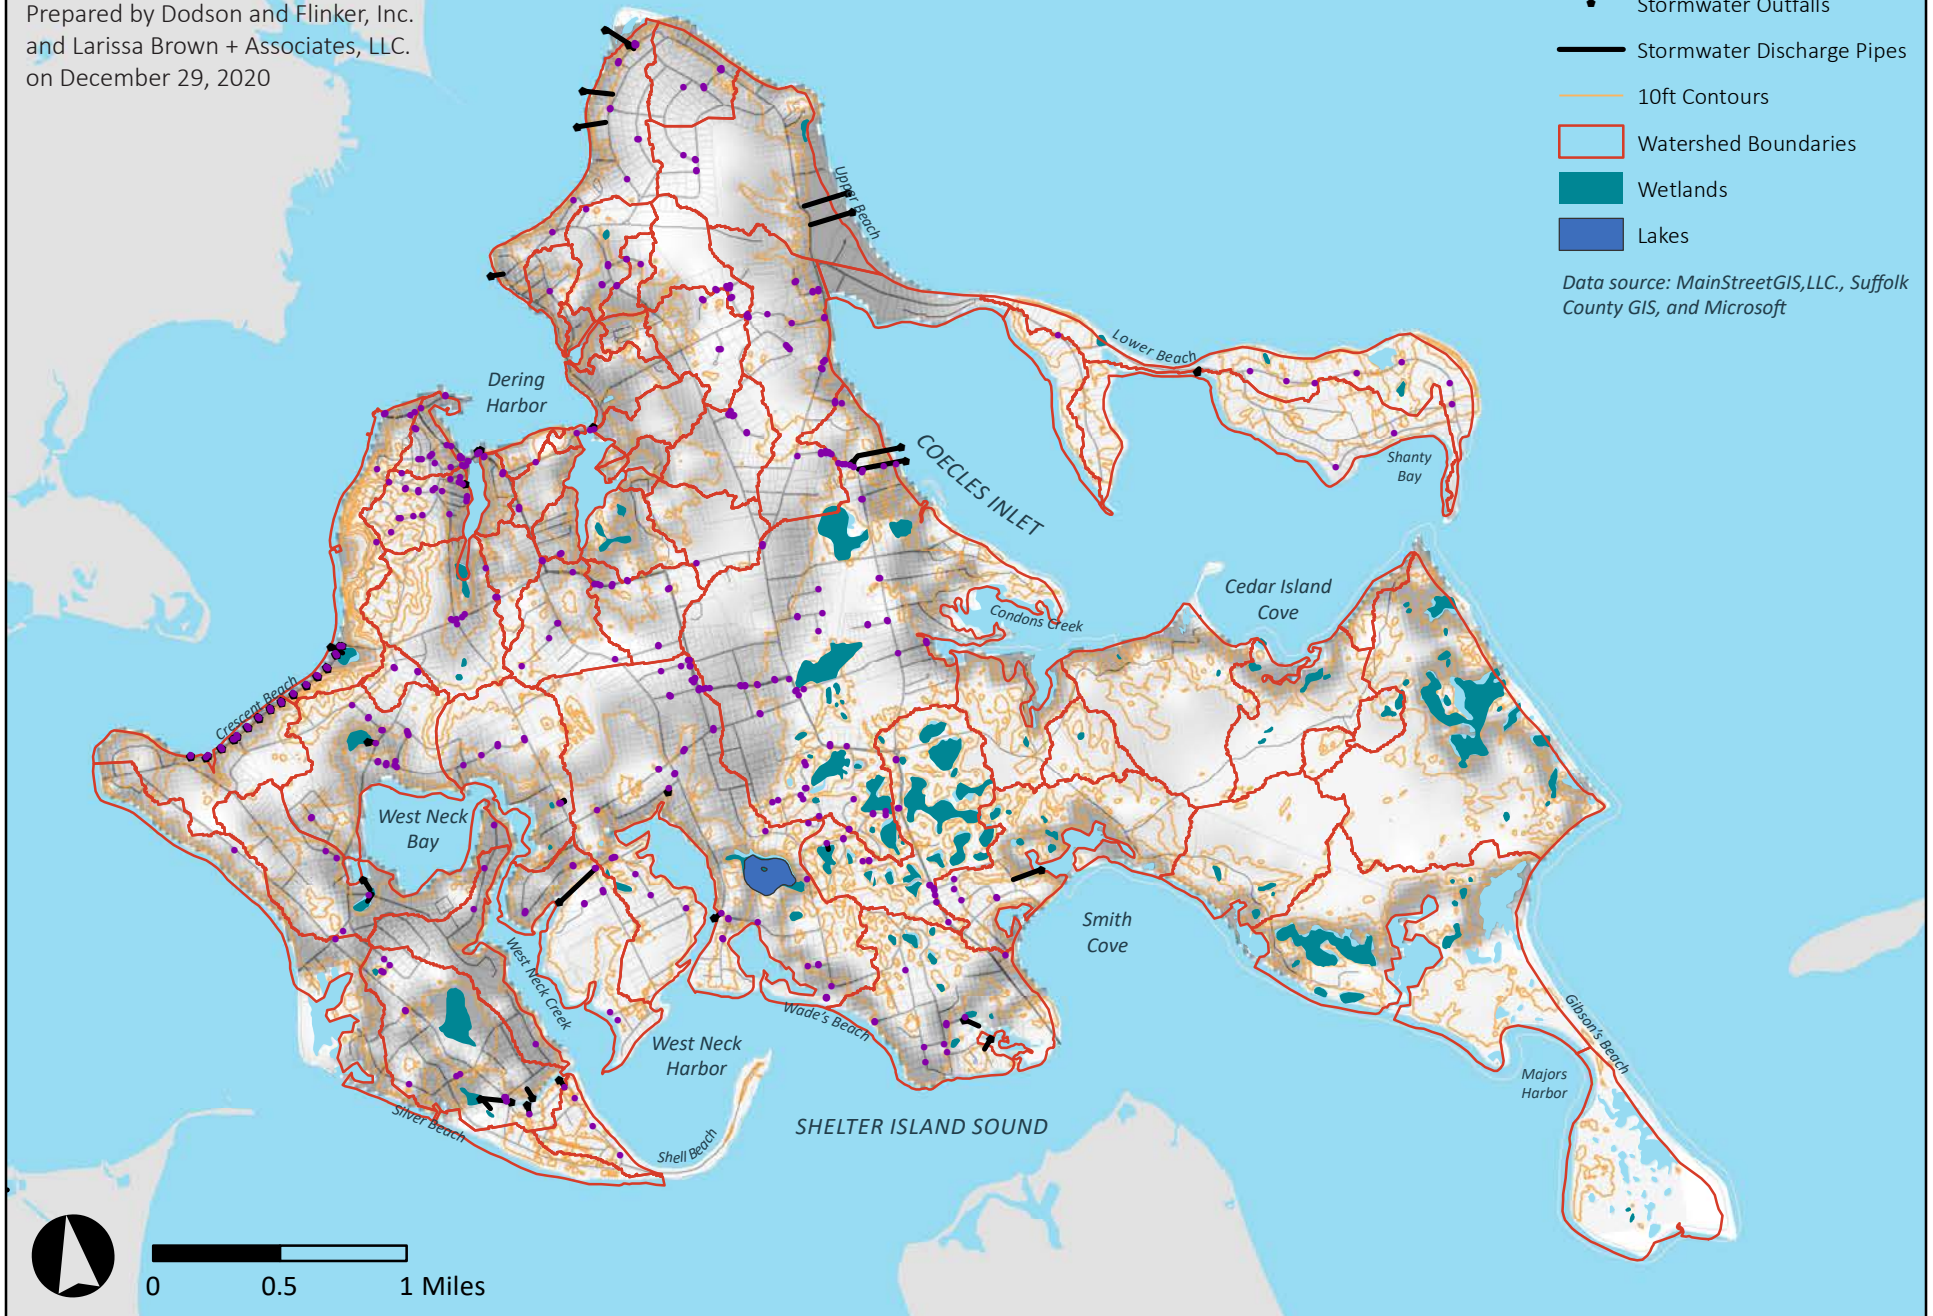 Prepared by Dodson and Flinker, Inc.
and Larissa Brown + Associates, LLC.
on December 29, 2020
Stormwater Outfalls
Stormwater Discharge Pipes
10ft Contours
Watershed Boundaries
Wetlands
Lakes
Data source: MainStreetGIS,LLC., Suffolk
County GIS, and Microsoft
Upper Beach
Lower Beach
Dering
Harbor
COECLES INLET
Shanty
Bay
Cedar Island
Cove
Condons Creek
Crescent Beach
West Neck
Bay
Smith
Cove
West Neck Creek
Wade's Beach
West Neck
Harbor
Gibson's Beach
Majors
Harbor
Silver Beach
Shell Beach
SHELTER ISLAND SOUND
0 0.5 1 Miles